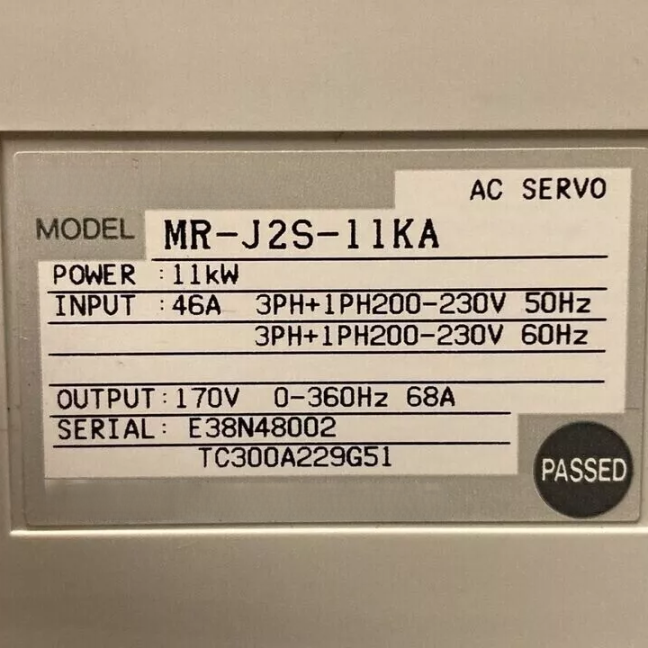 AC SERVO
MODEL MR-J2S-11KA
POWER :11kW
INPUT :46A 3PH+1PH200-230V 50Hz
3PH+1PH200-230V 60Hz
OUTPUT:170V 0-360Hz 68A
SERIAL: E38N48002
TC300A229G51
PASSED